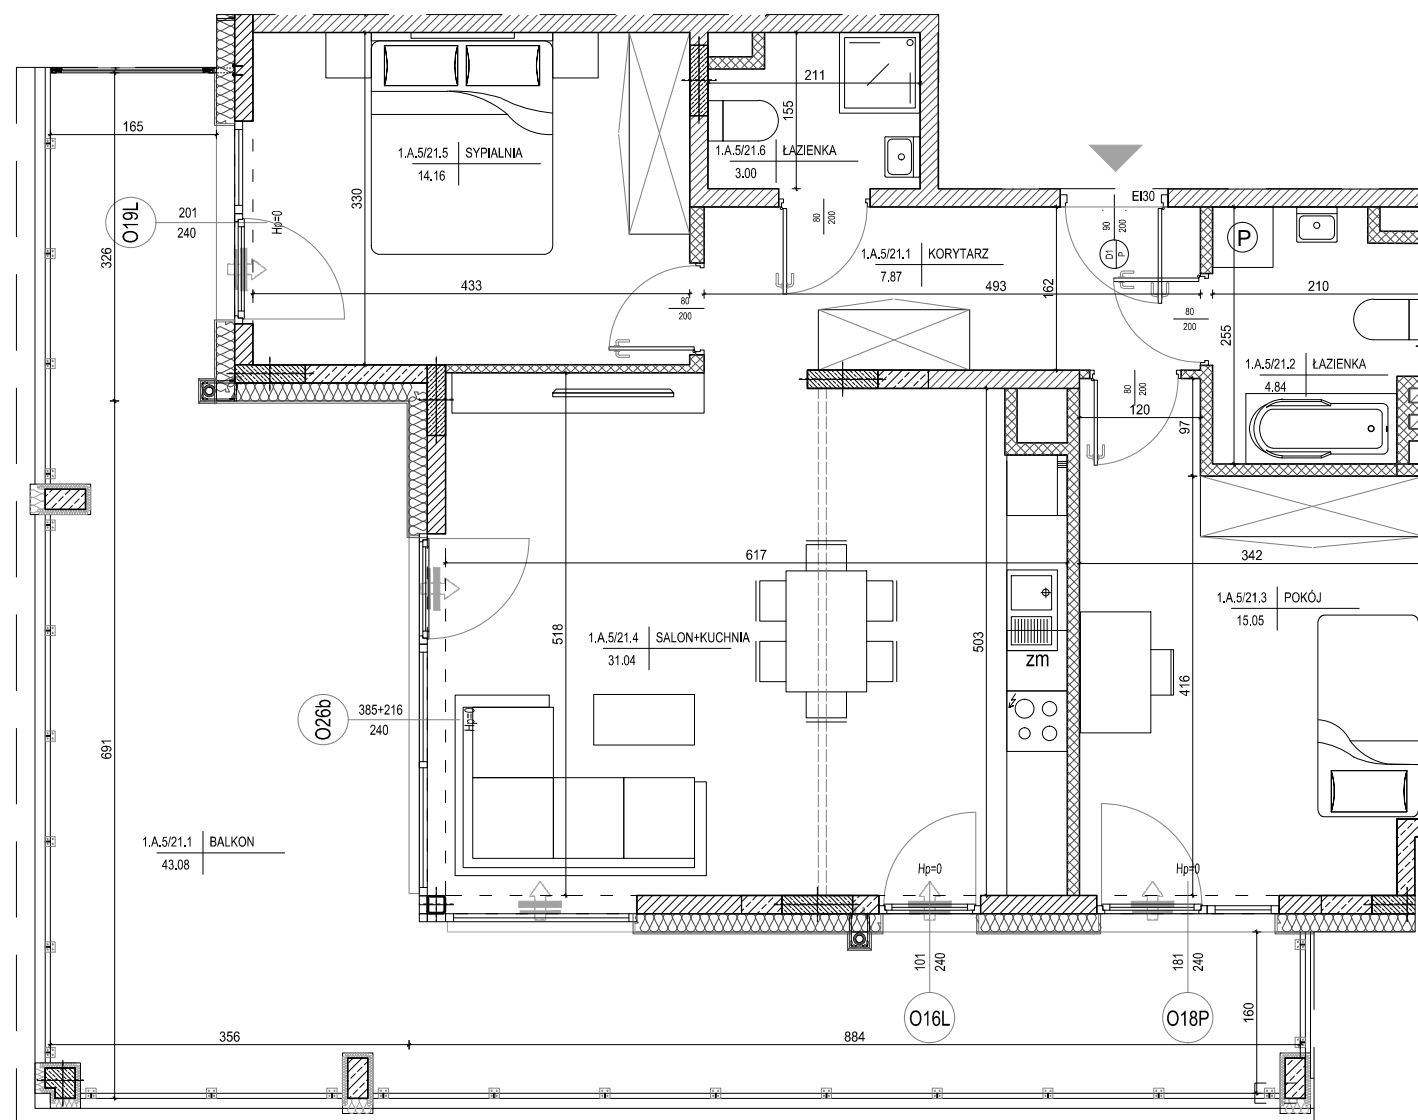 211
155
165
1.A.5/21.5 SYPIALNIA
14.16
1.A.5/21.6 ŁAZIENKA
3.00
330
EI30
O19L
201
240
Hp=0
80
200
90
200
D1
P
P
326
1.A.5/21.1 KORYTARZ
7.87
433
493
162
210
80
200
80
200
255
1.A.5/21.2 ŁAZIENKA
4.84
80
200
120
97
617
342
1.A.5/21.3 POKÓJ
15.05
518
1.A.5/21.4 SALON+KUCHNIA
31.04
503
zm
416
O26b
385+216
240
Hp=0
691
1.A.5/21.1 BALKON
43.08
Hp=0
Hp=0
101
240
181
240
O16L
O18P
160
356
884